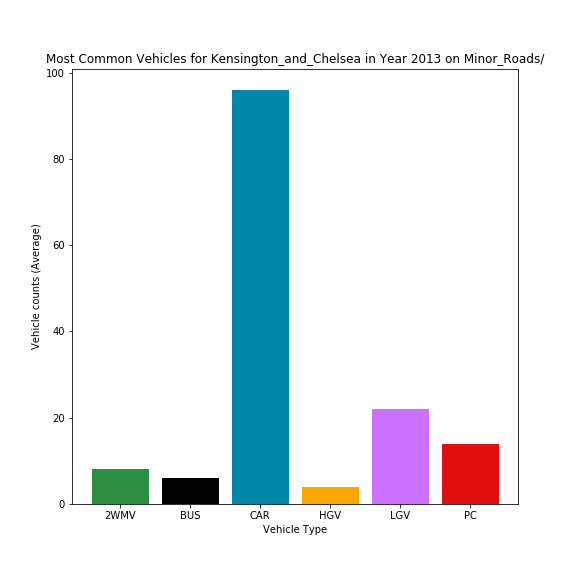 Most Common Vehicles for Kensington_and_Chelsea in Year 2013 on Minor_Roads/
100
80
60
40
20
0
Vehicle counts (Average)
2WMV BUS CAR HGV LGV PC
Vehicle Type